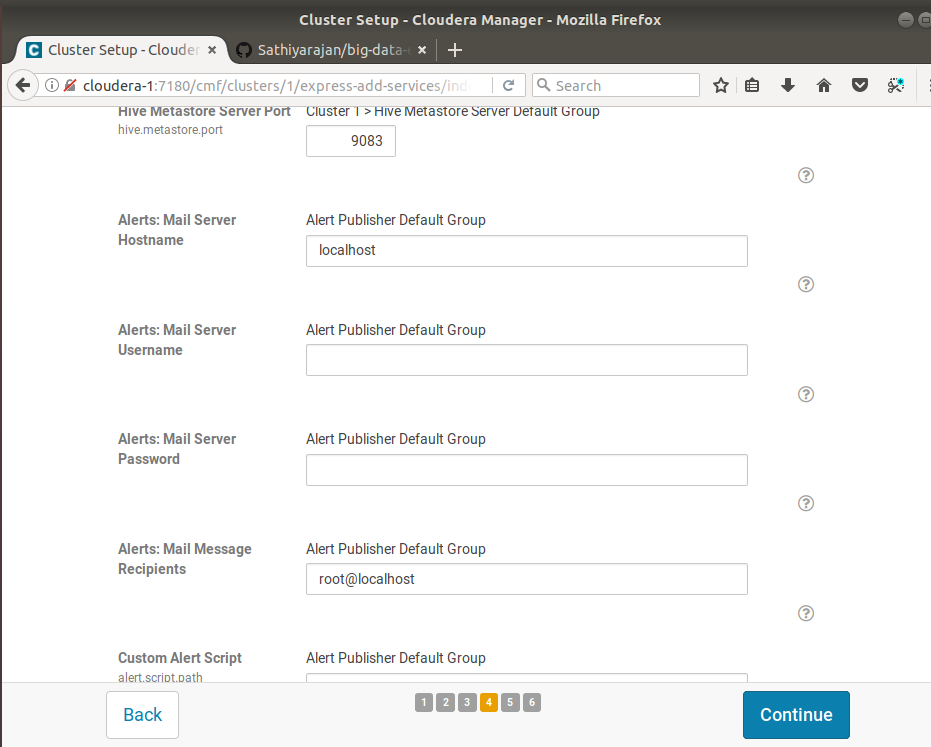 Cluster Setup - Cloudera Manager - Mozilla Firefox
Cluster Setup - Clouder
Sathiyarajan/big-data-
cloudera-1:7180/cmf/clusters/1/express-add-services/ind
Search
Hive Metastore Server Port
Cluster 1 > Hive Metastore Server Default Group
hive.metastore.port
9083
Alerts: Mail Server
Hostname
Alert Publisher Default Group
localhost
Alerts: Mail Server
Username
Alert Publisher Default Group
Alerts: Mail Server
Password
Alert Publisher Default Group
Alerts: Mail Message
Recipients
Alert Publisher Default Group
root@localhost
Custom Alert Script
Alert Publisher Default Group
alert.script.path
Back
1 2 3 4 5 6
Continue